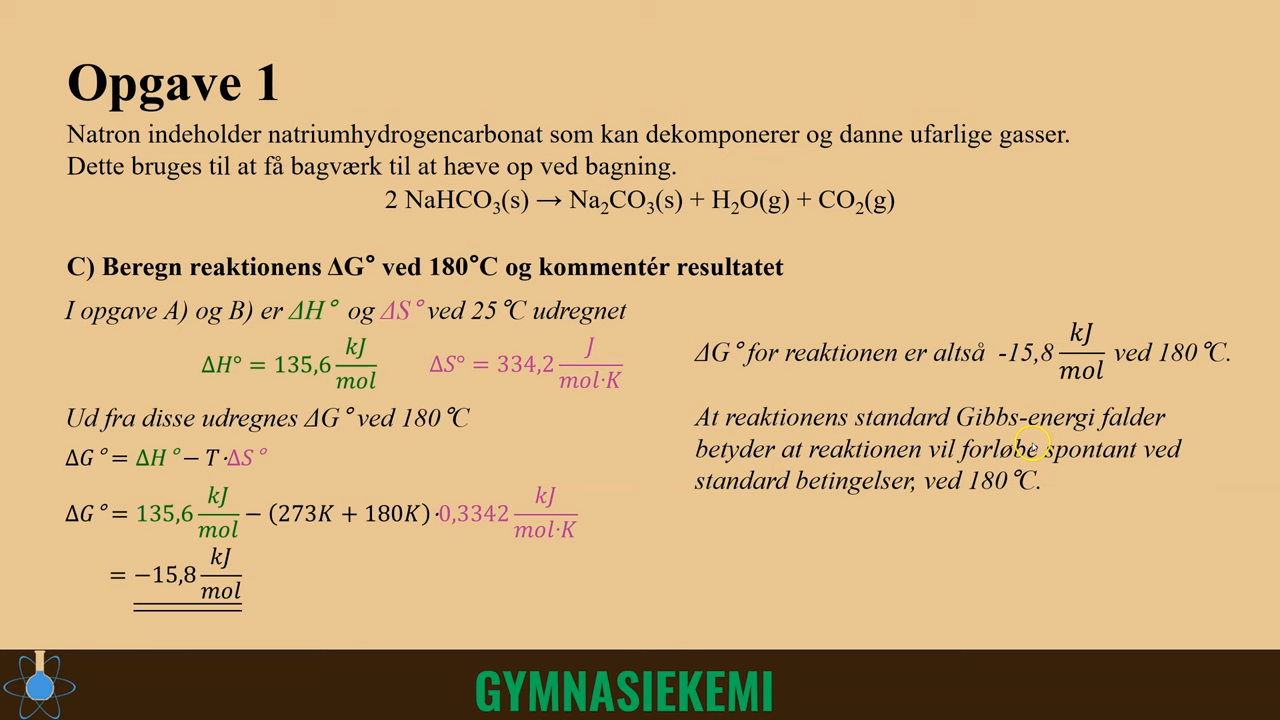 Opgave 1
Natron indeholder natriumhydrogencarbonat som kan dekomponerer og danne ufarlige gasser.
Dette bruges til at få bagværk til at hæve op ved bagning.
2 NaHCO₃(s) → Na₂CO₃(s) + H₂O(g) + CO₂(g)
C) Beregn reaktionens ΔG° ved 180°C og kommentér resultatet
I opgave A) og B) er ΔH° og ΔS° ved 25℃ udregnet
ΔH° = 135,6 kJ/mol ΔS° = 334,2 J/mol·K
Ud fra disse udregnes ΔG° ved 180℃
ΔG° = ΔH° − T·ΔS°
ΔG° = 135,6 kJ/mol − (273K + 180K)·0,3342 kJ/mol·K
= −15,8 kJ/mol
ΔG° for reaktionen er altså -15,8 kJ/mol ved 180℃.
At reaktionens standard Gibbs-energi falder
betyder at reaktionen vil forløbe spontant ved
standard betingelser, ved 180℃.
GYMNASIEKEMI